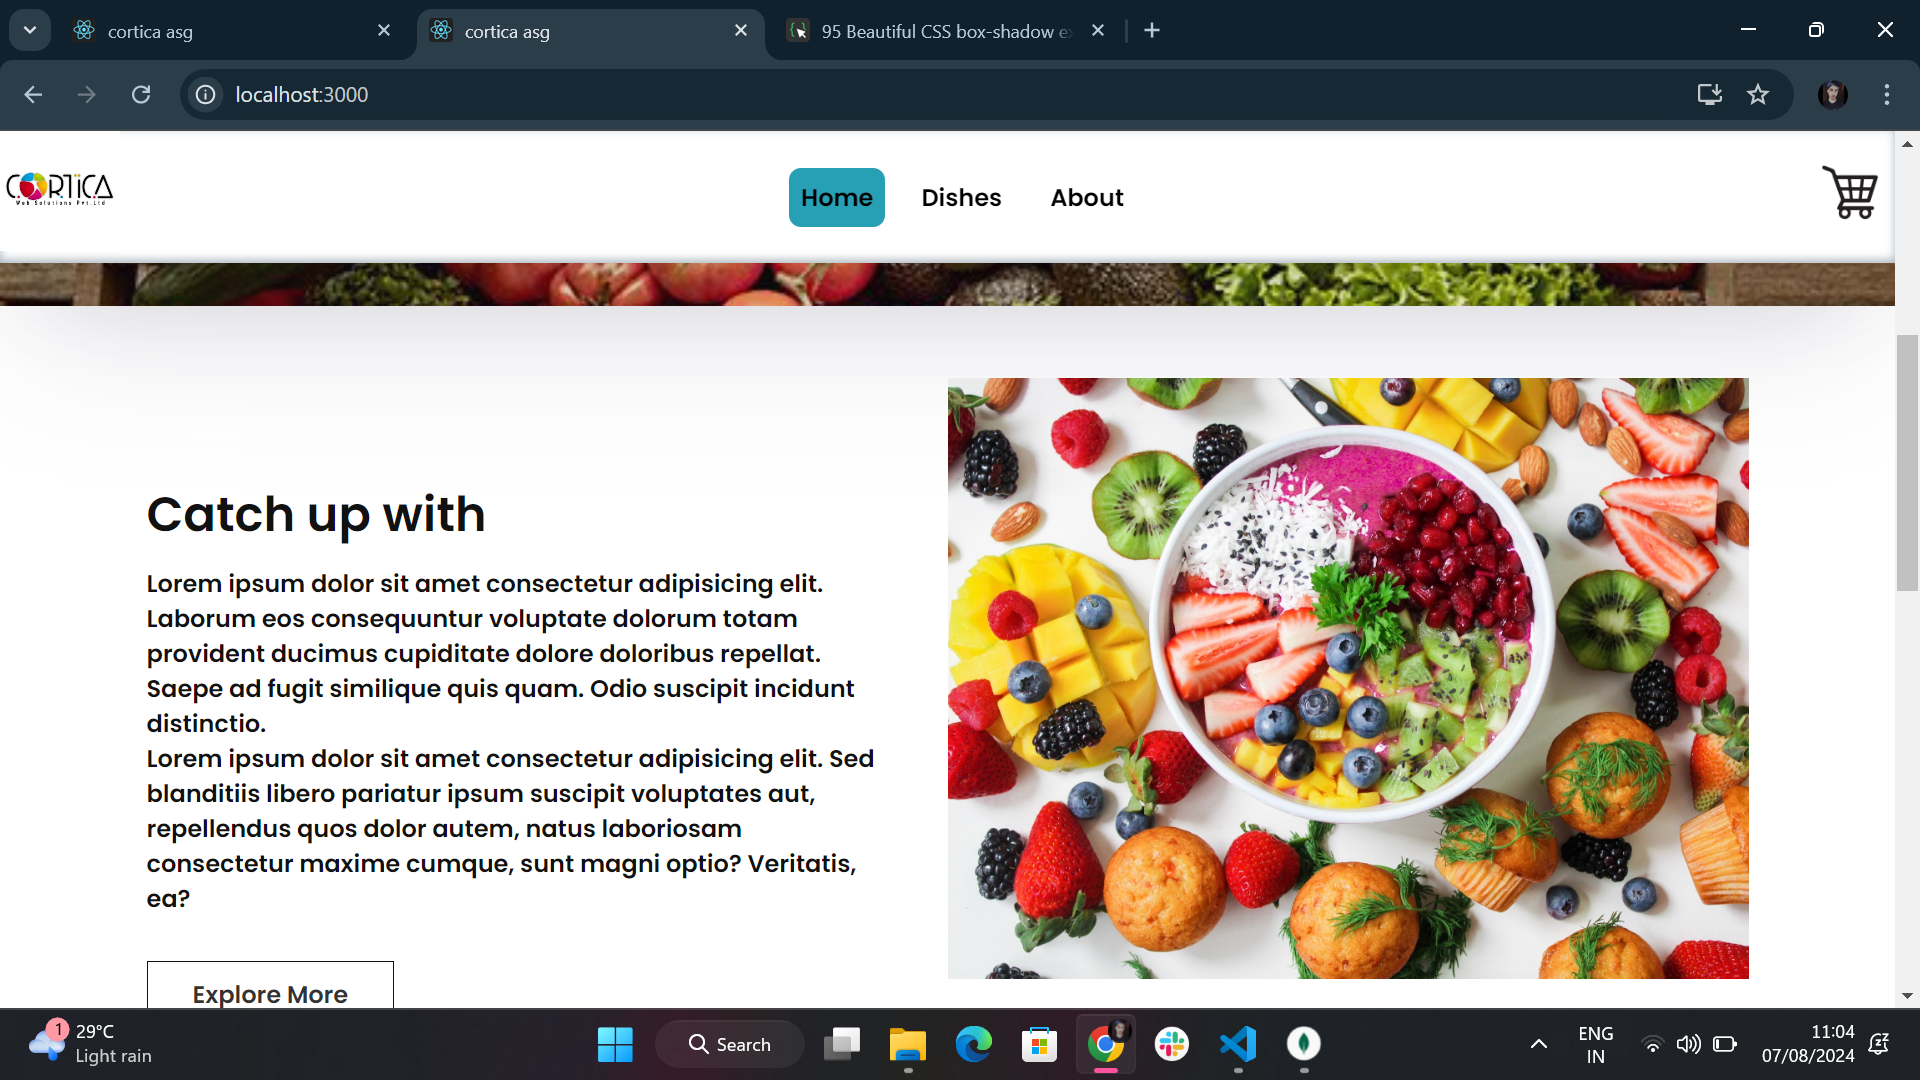 cortica asg
cortica asg
95 Beautiful CSS box-shadow ex
localhost:3000
CORTICA
Web Solutions Pvt.Ltd
Home
Dishes
About
Catch up with
Lorem ipsum dolor sit amet consectetur adipisicing elit.
Laborum eos consequuntur voluptate dolorum totam
provident ducimus cupiditate dolore doloribus repellat.
Saepe ad fugit similique quis quam. Odio suscipit incidunt
distinctio.
Lorem ipsum dolor sit amet consectetur adipisicing elit. Sed
blanditiis libero pariatur ipsum suscipit voluptates aut,
repellendus quos dolor autem, natus laboriosam
consectetur maxime cumque, sunt magni optio? Veritatis,
ea?
Explore More
1
29°C
Light rain
Search
ENG
IN
11:04
07/08/2024